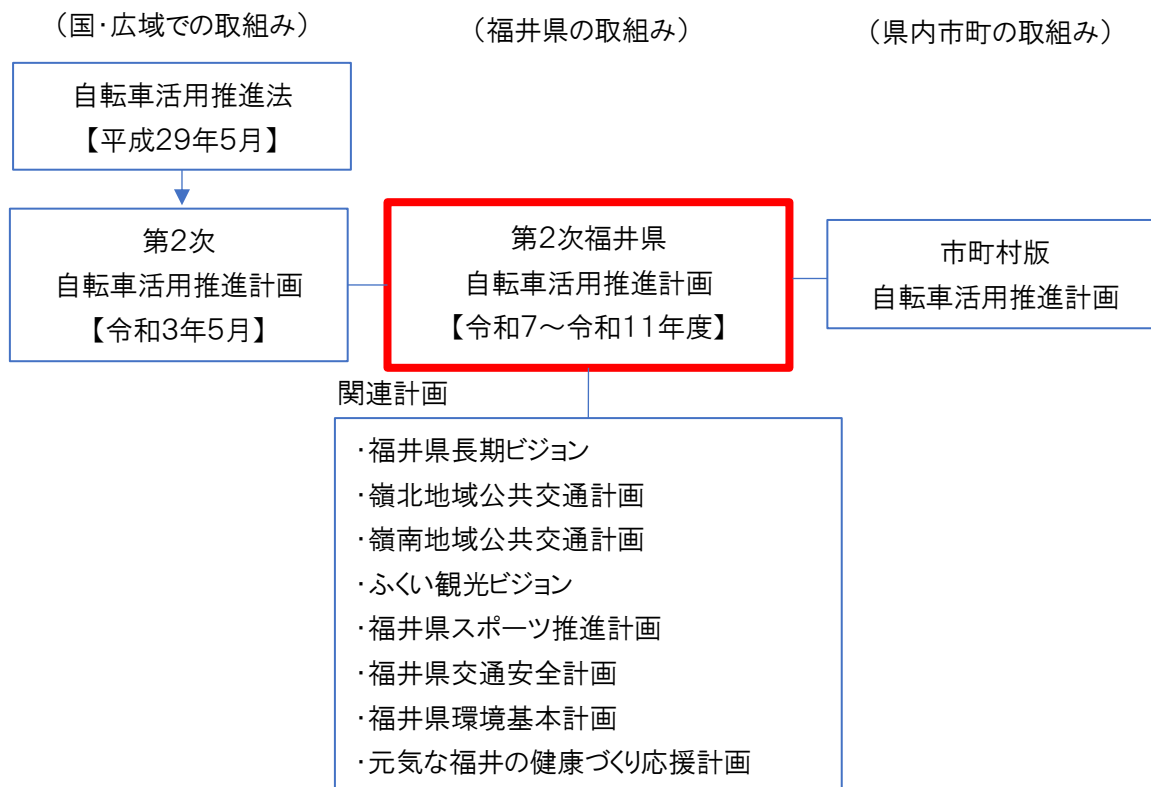 （国・広域での取組み）
（福井県の取組み）
（県内市町の取組み）
自転車活用推進法
【平成29年5月】
第2次
自転車活用推進計画
【令和3年5月】
第2次福井県
自転車活用推進計画
【令和7～令和11年度】
市町村版
自転車活用推進計画
関連計画
・福井県長期ビジョン
・嶺北地域公共交通計画
・嶺南地域公共交通計画
・ふくい観光ビジョン
・福井県スポーツ推進計画
・福井県交通安全計画
・福井県環境基本計画
・元気な福井の健康づくり応援計画